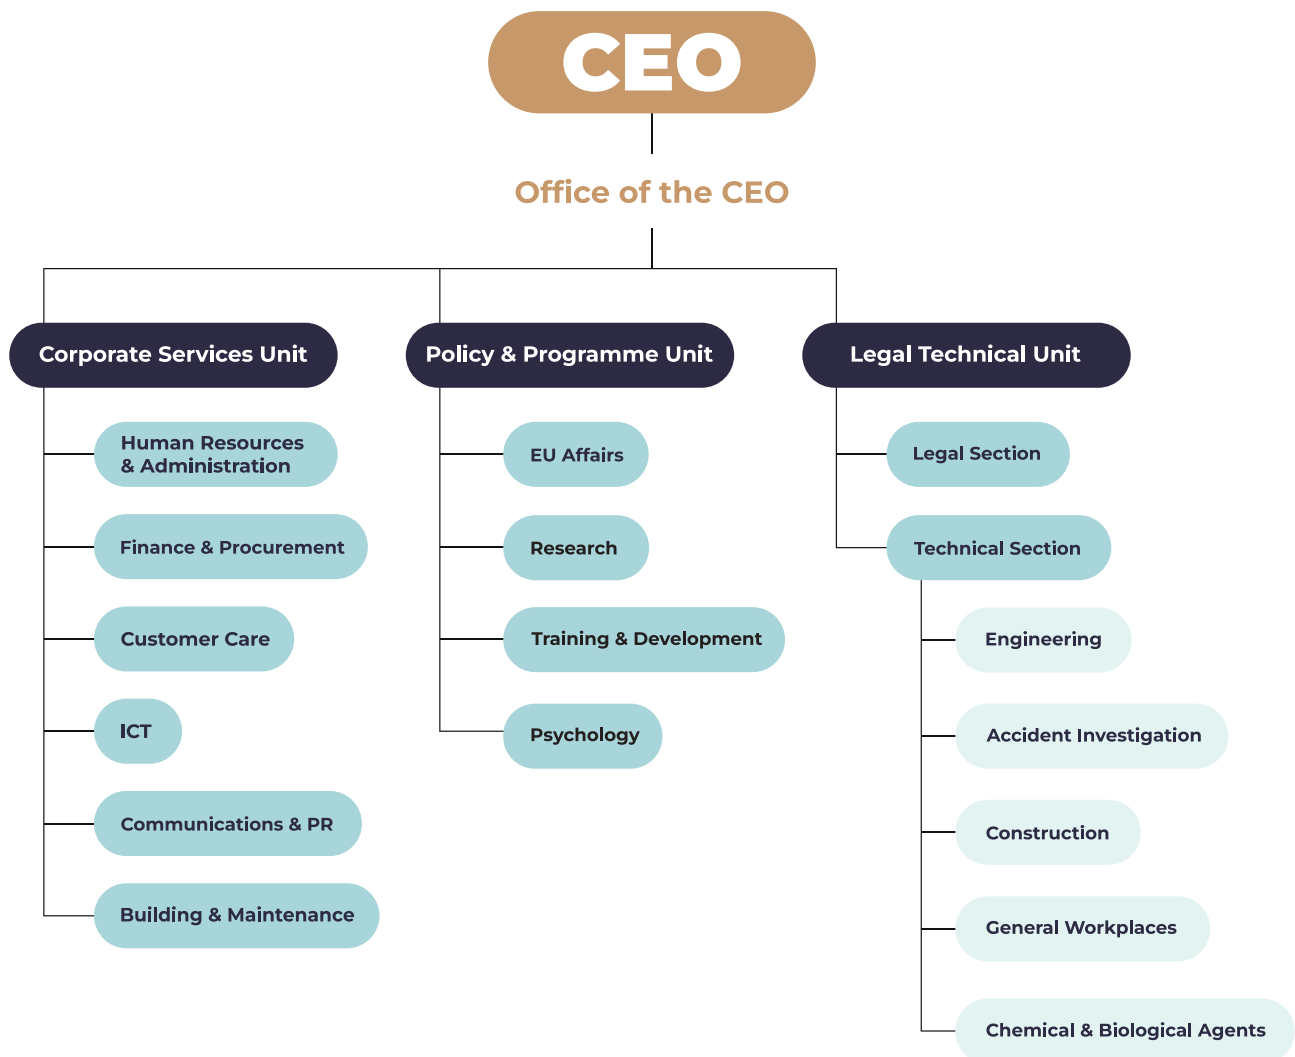 CEO
Office of the CEO
Corporate Services Unit
Human Resources
& Administration
Finance & Procurement
Customer Care
ICT
Communications & PR
Building & Maintenance
Policy & Programme Unit
EU Affairs
Research
Training & Development
Psychology
Legal Technical Unit
Legal Section
Technical Section
Engineering
Accident Investigation
Construction
General Workplaces
Chemical & Biological Agents